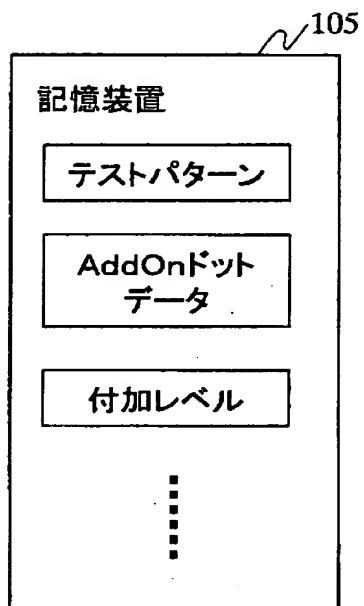 105
記憶装置
テストパターン
AddOnドット
データ
付加レベル